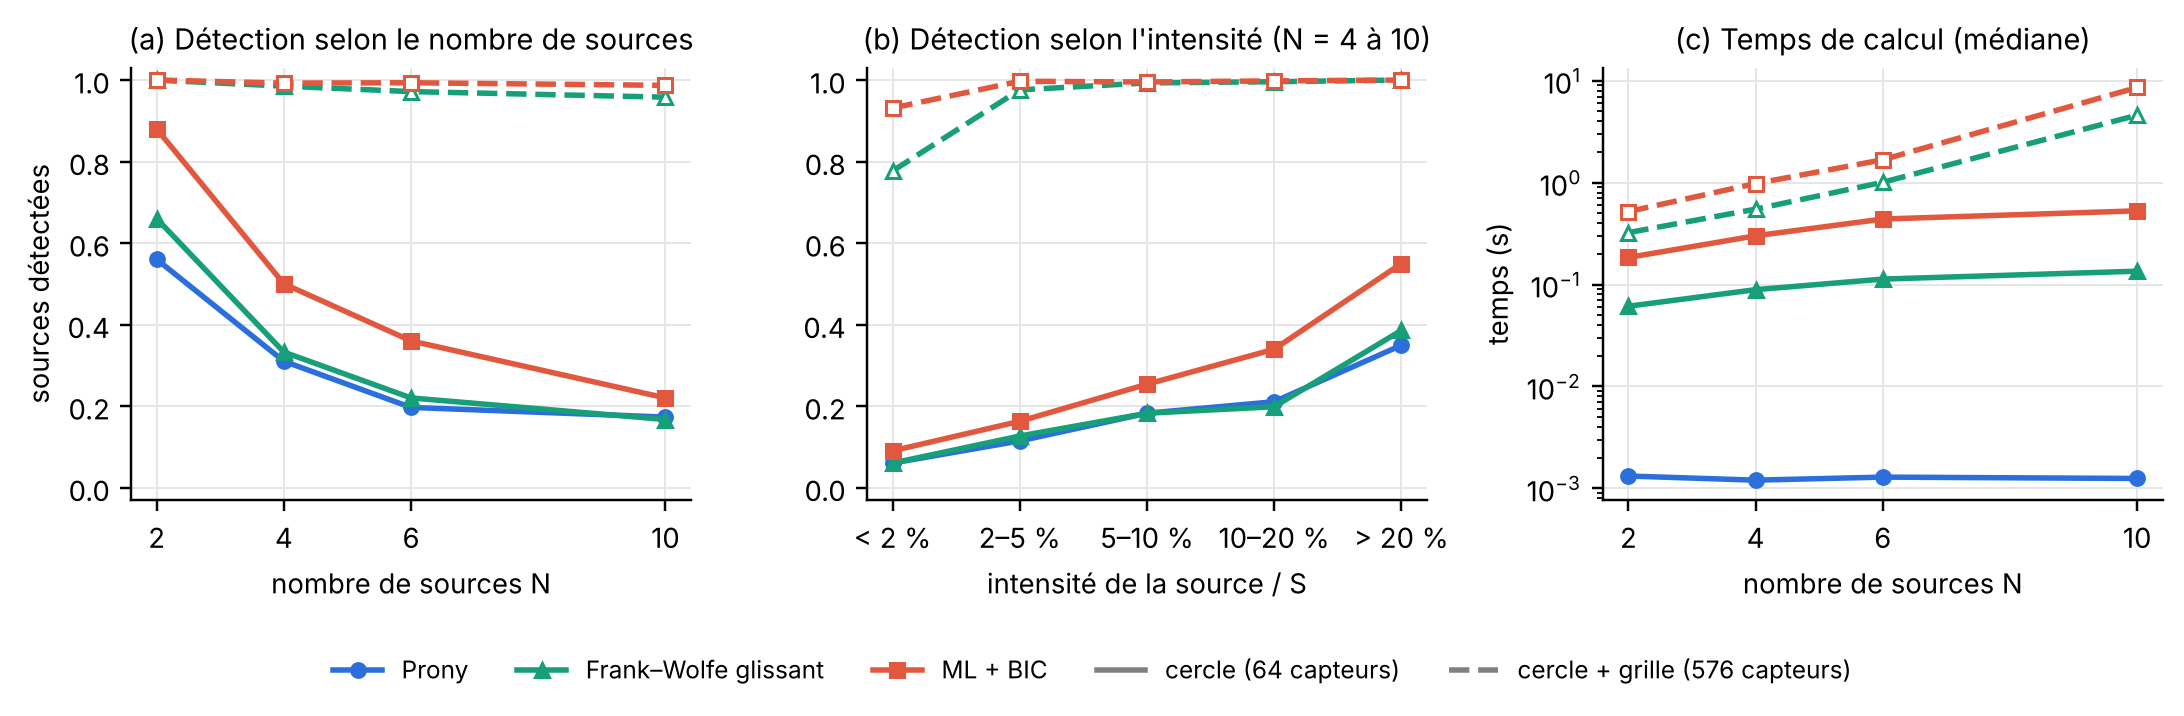 (a) Détection selon le nombre de sources
sources détectées
1.0
0.8
0.6
0.4
0.2
0.0
2 4 6 10
nombre de sources N
(b) Détection selon l'intensité (N = 4 à 10)
1.0
0.8
0.6
0.4
0.2
0.0
< 2 % 2–5 % 5–10 % 10–20 % > 20 %
intensité de la source / S
(c) Temps de calcul (médiane)
temps (s)
10¹
10⁰
10⁻¹
10⁻²
10⁻³
2 4 6 10
nombre de sources N
Prony Frank–Wolfe glissant ML + BIC cercle (64 capteurs) cercle + grille (576 capteurs)